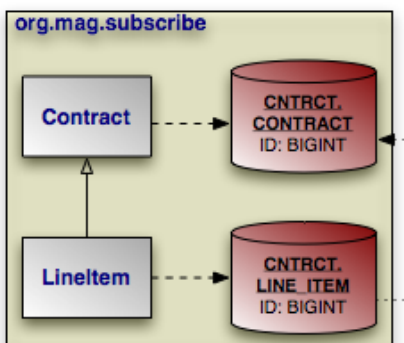 org.mag.subscribe
Contract
CNTRCT.
CONTRACT
ID: BIGINT
LineItem
CNTRCT.
LINE_ITEM
ID: BIGINT